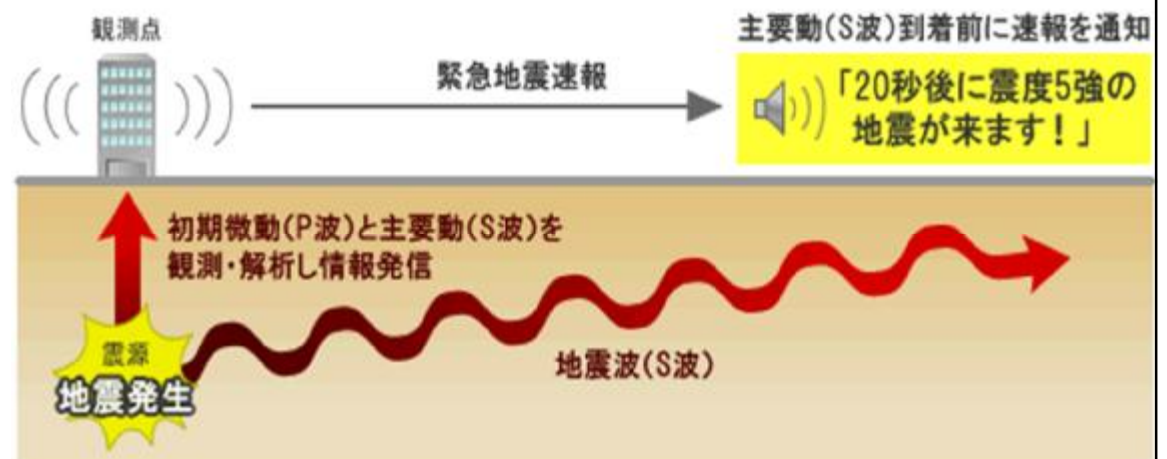 観測点
緊急地震速報
主要動(S波)到着前に速報を通知
「20秒後に震度5強の
地震が来ます！」
初期微動(P波)と主要動(S波)を
観測・解析し情報発信
地震波(S波)
震源
地震発生